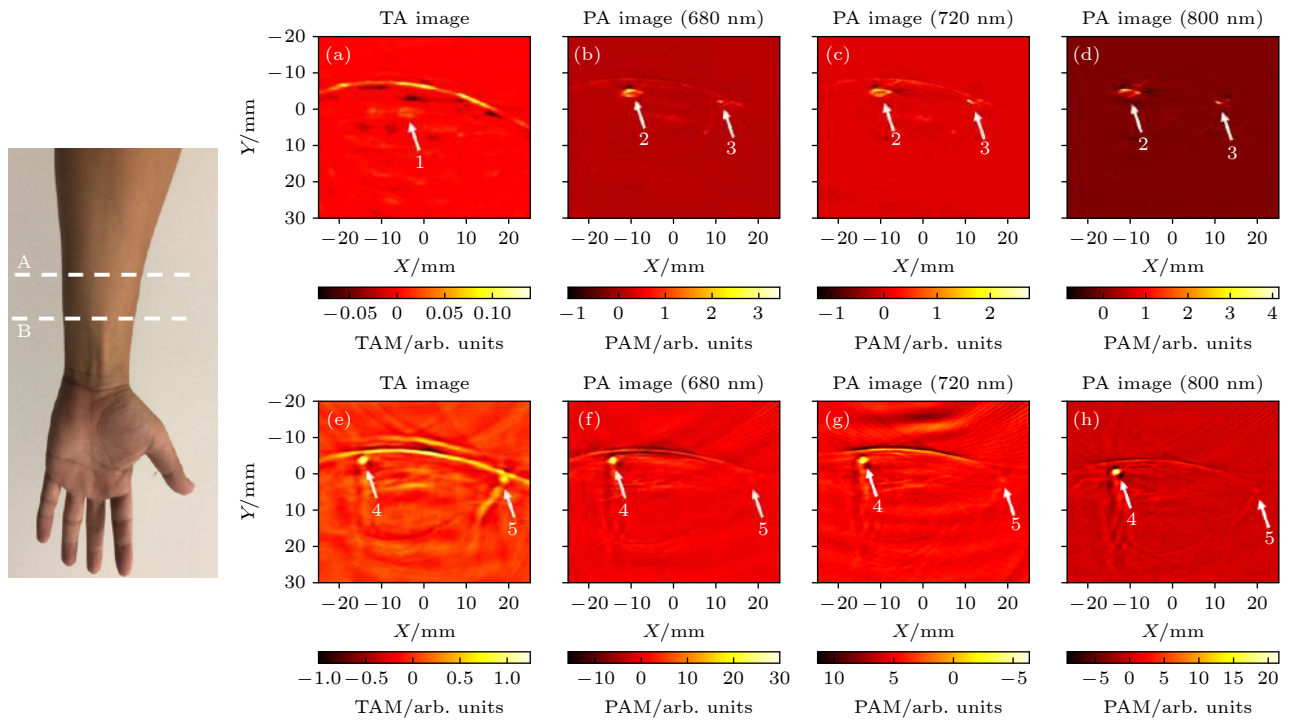 A
B
TA image
PA image (680 nm)
PA image (720 nm)
PA image (800 nm)
(a)
(b)
(c)
(d)
−20
−10
0
10
20
30
Y/mm
1
2
3
2
3
2
3
−20 −10 0 10 20
−20 −10 0 10 20
−20 −10 0 10 20
−20 −10 0 10 20
X/mm
X/mm
X/mm
X/mm
−0.05 0 0.05 0.10
−1 0 1 2 3
−1 0 1 2
0 1 2 3 4
TAM/arb. units
PAM/arb. units
PAM/arb. units
PAM/arb. units
TA image
PA image (680 nm)
PA image (720 nm)
PA image (800 nm)
(e)
(f)
(g)
(h)
−20
−10
0
10
20
30
Y/mm
4
5
4
5
4
5
4
5
−20 −10 0 10 20
−20 −10 0 10 20
−20 −10 0 10 20
−20 −10 0 10 20
X/mm
X/mm
X/mm
X/mm
−1.0 −0.5 0 0.5 1.0
−10 0 10 20 30
10 5 0 −5
−5 0 5 10 15 20
TAM/arb. units
PAM/arb. units
PAM/arb. units
PAM/arb. units